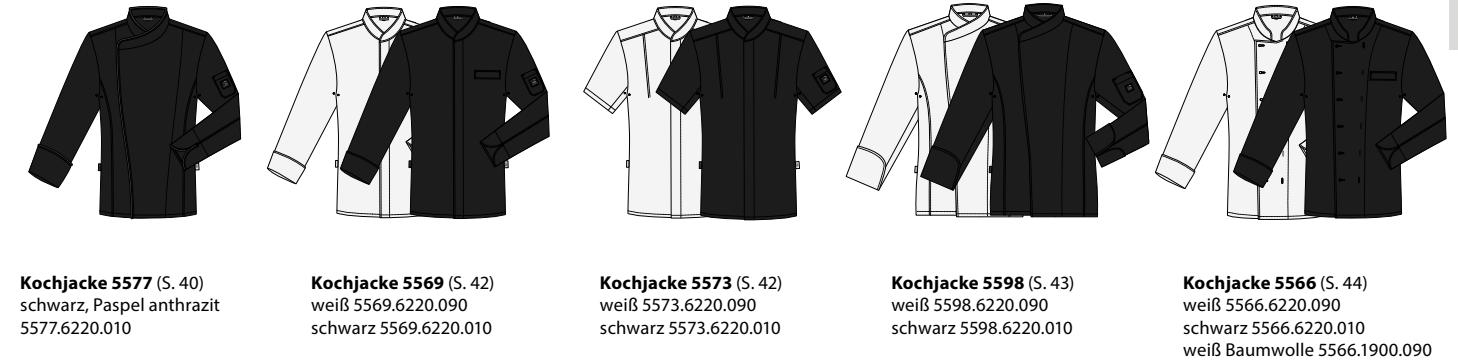 Kochjacke 5577 (S. 40)
schwarz, Paspel anthrazit
5577.6220.010
Kochjacke 5569 (S. 42)
weiß 5569.6220.090
schwarz 5569.6220.010
Kochjacke 5573 (S. 42)
weiß 5573.6220.090
schwarz 5573.6220.010
Kochjacke 5598 (S. 43)
weiß 5598.6220.090
schwarz 5598.6220.010
Kochjacke 5566 (S. 44)
weiß 5566.6220.090
schwarz 5566.6220.010
weiß Baumwolle 5566.1900.090